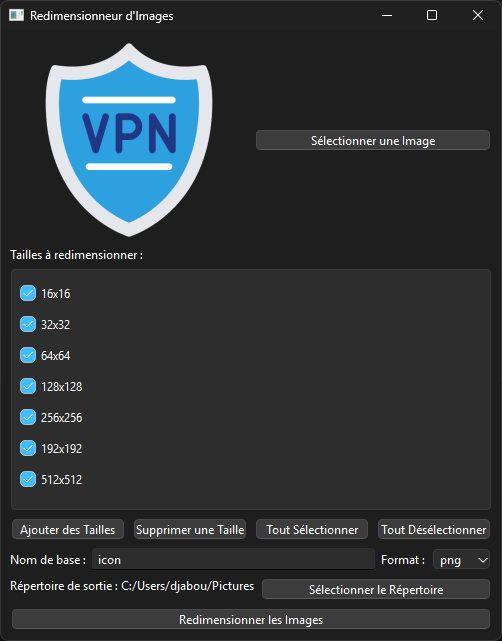 Redimensionneur d'Images
VPN
Sélectionner une Image
Tailles à redimensionner :
16x16
32x32
64x64
128x128
256x256
192x192
512x512
Ajouter des Tailles Supprimer une Taille Tout Sélectionner Tout Désélectionner
Nom de base : icon Format : png
Répertoire de sortie : C:/Users/djabou/Pictures Sélectionner le Répertoire
Redimensionner les Images